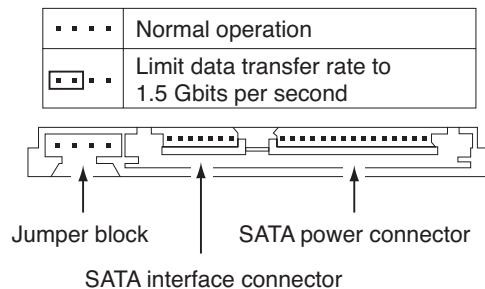 Normal operation
Limit data transfer rate to
1.5 Gbits per second
Jumper block
SATA power connector
SATA interface connector